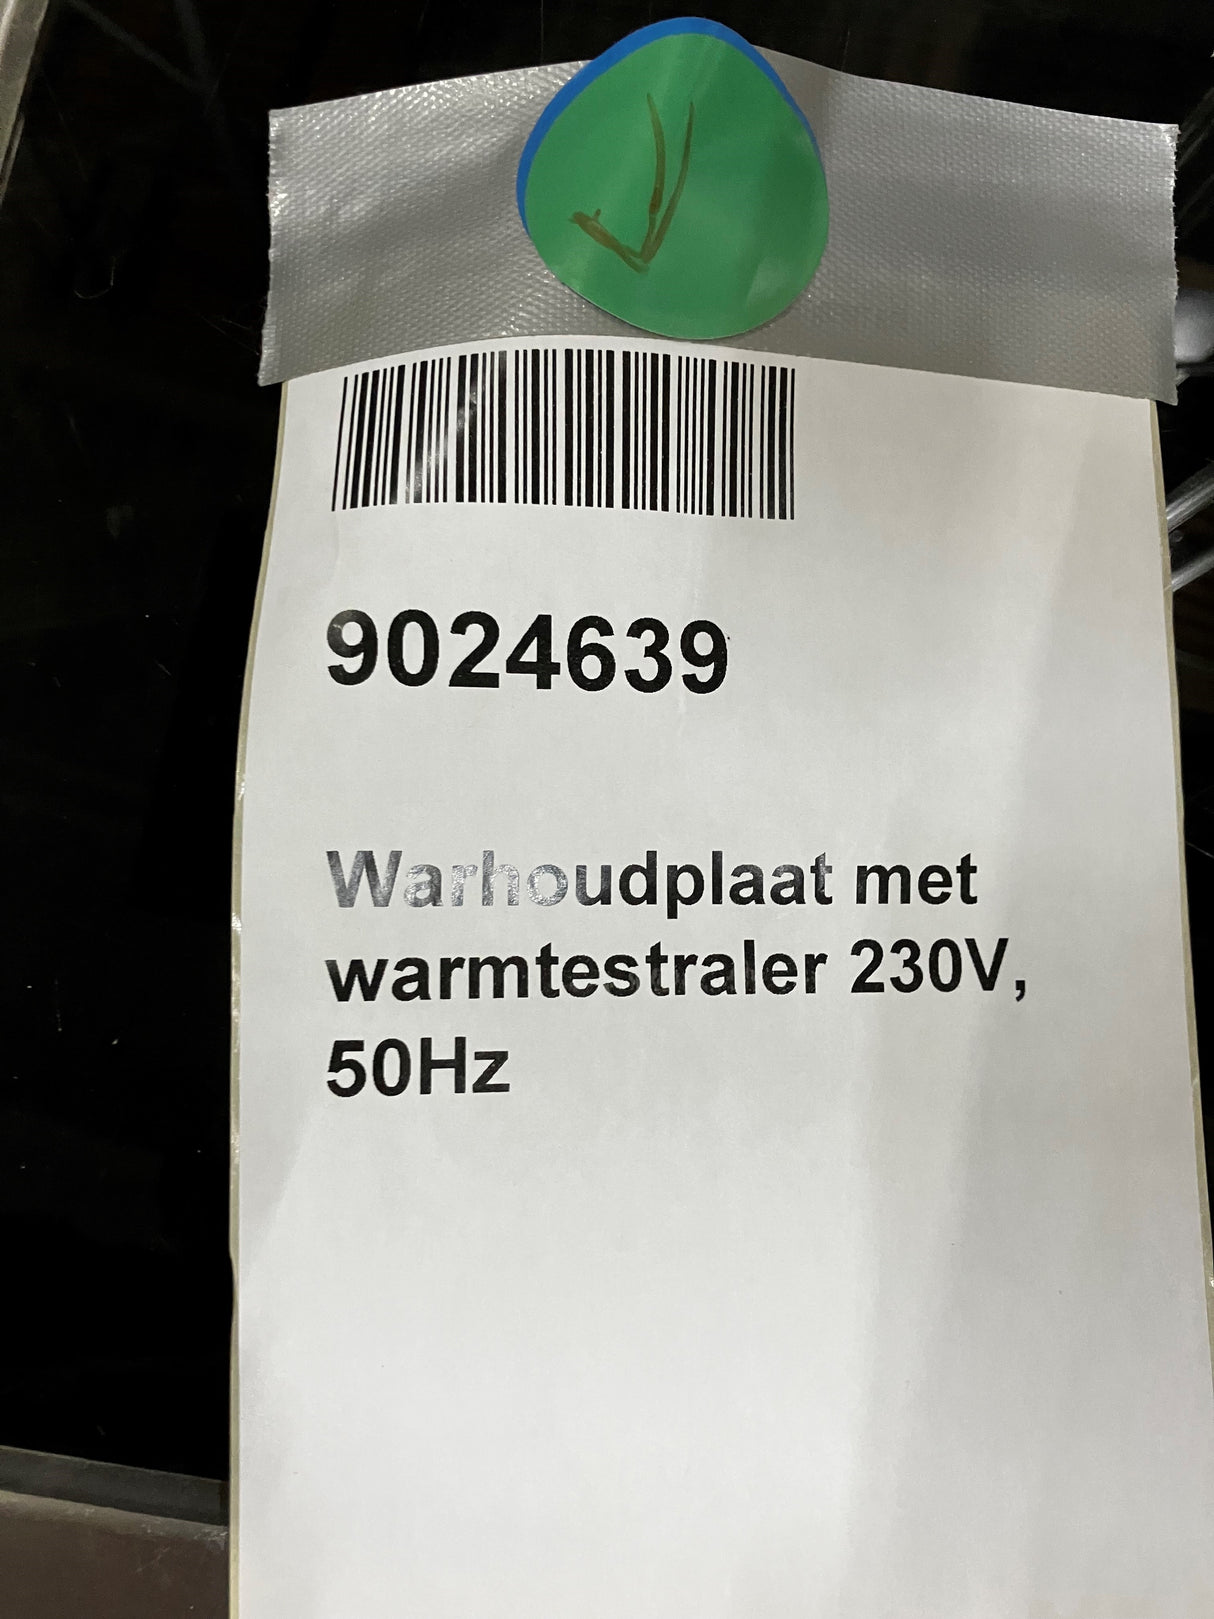 9024639
Warhoudplaat met
warmtestraler 230V,
50Hz